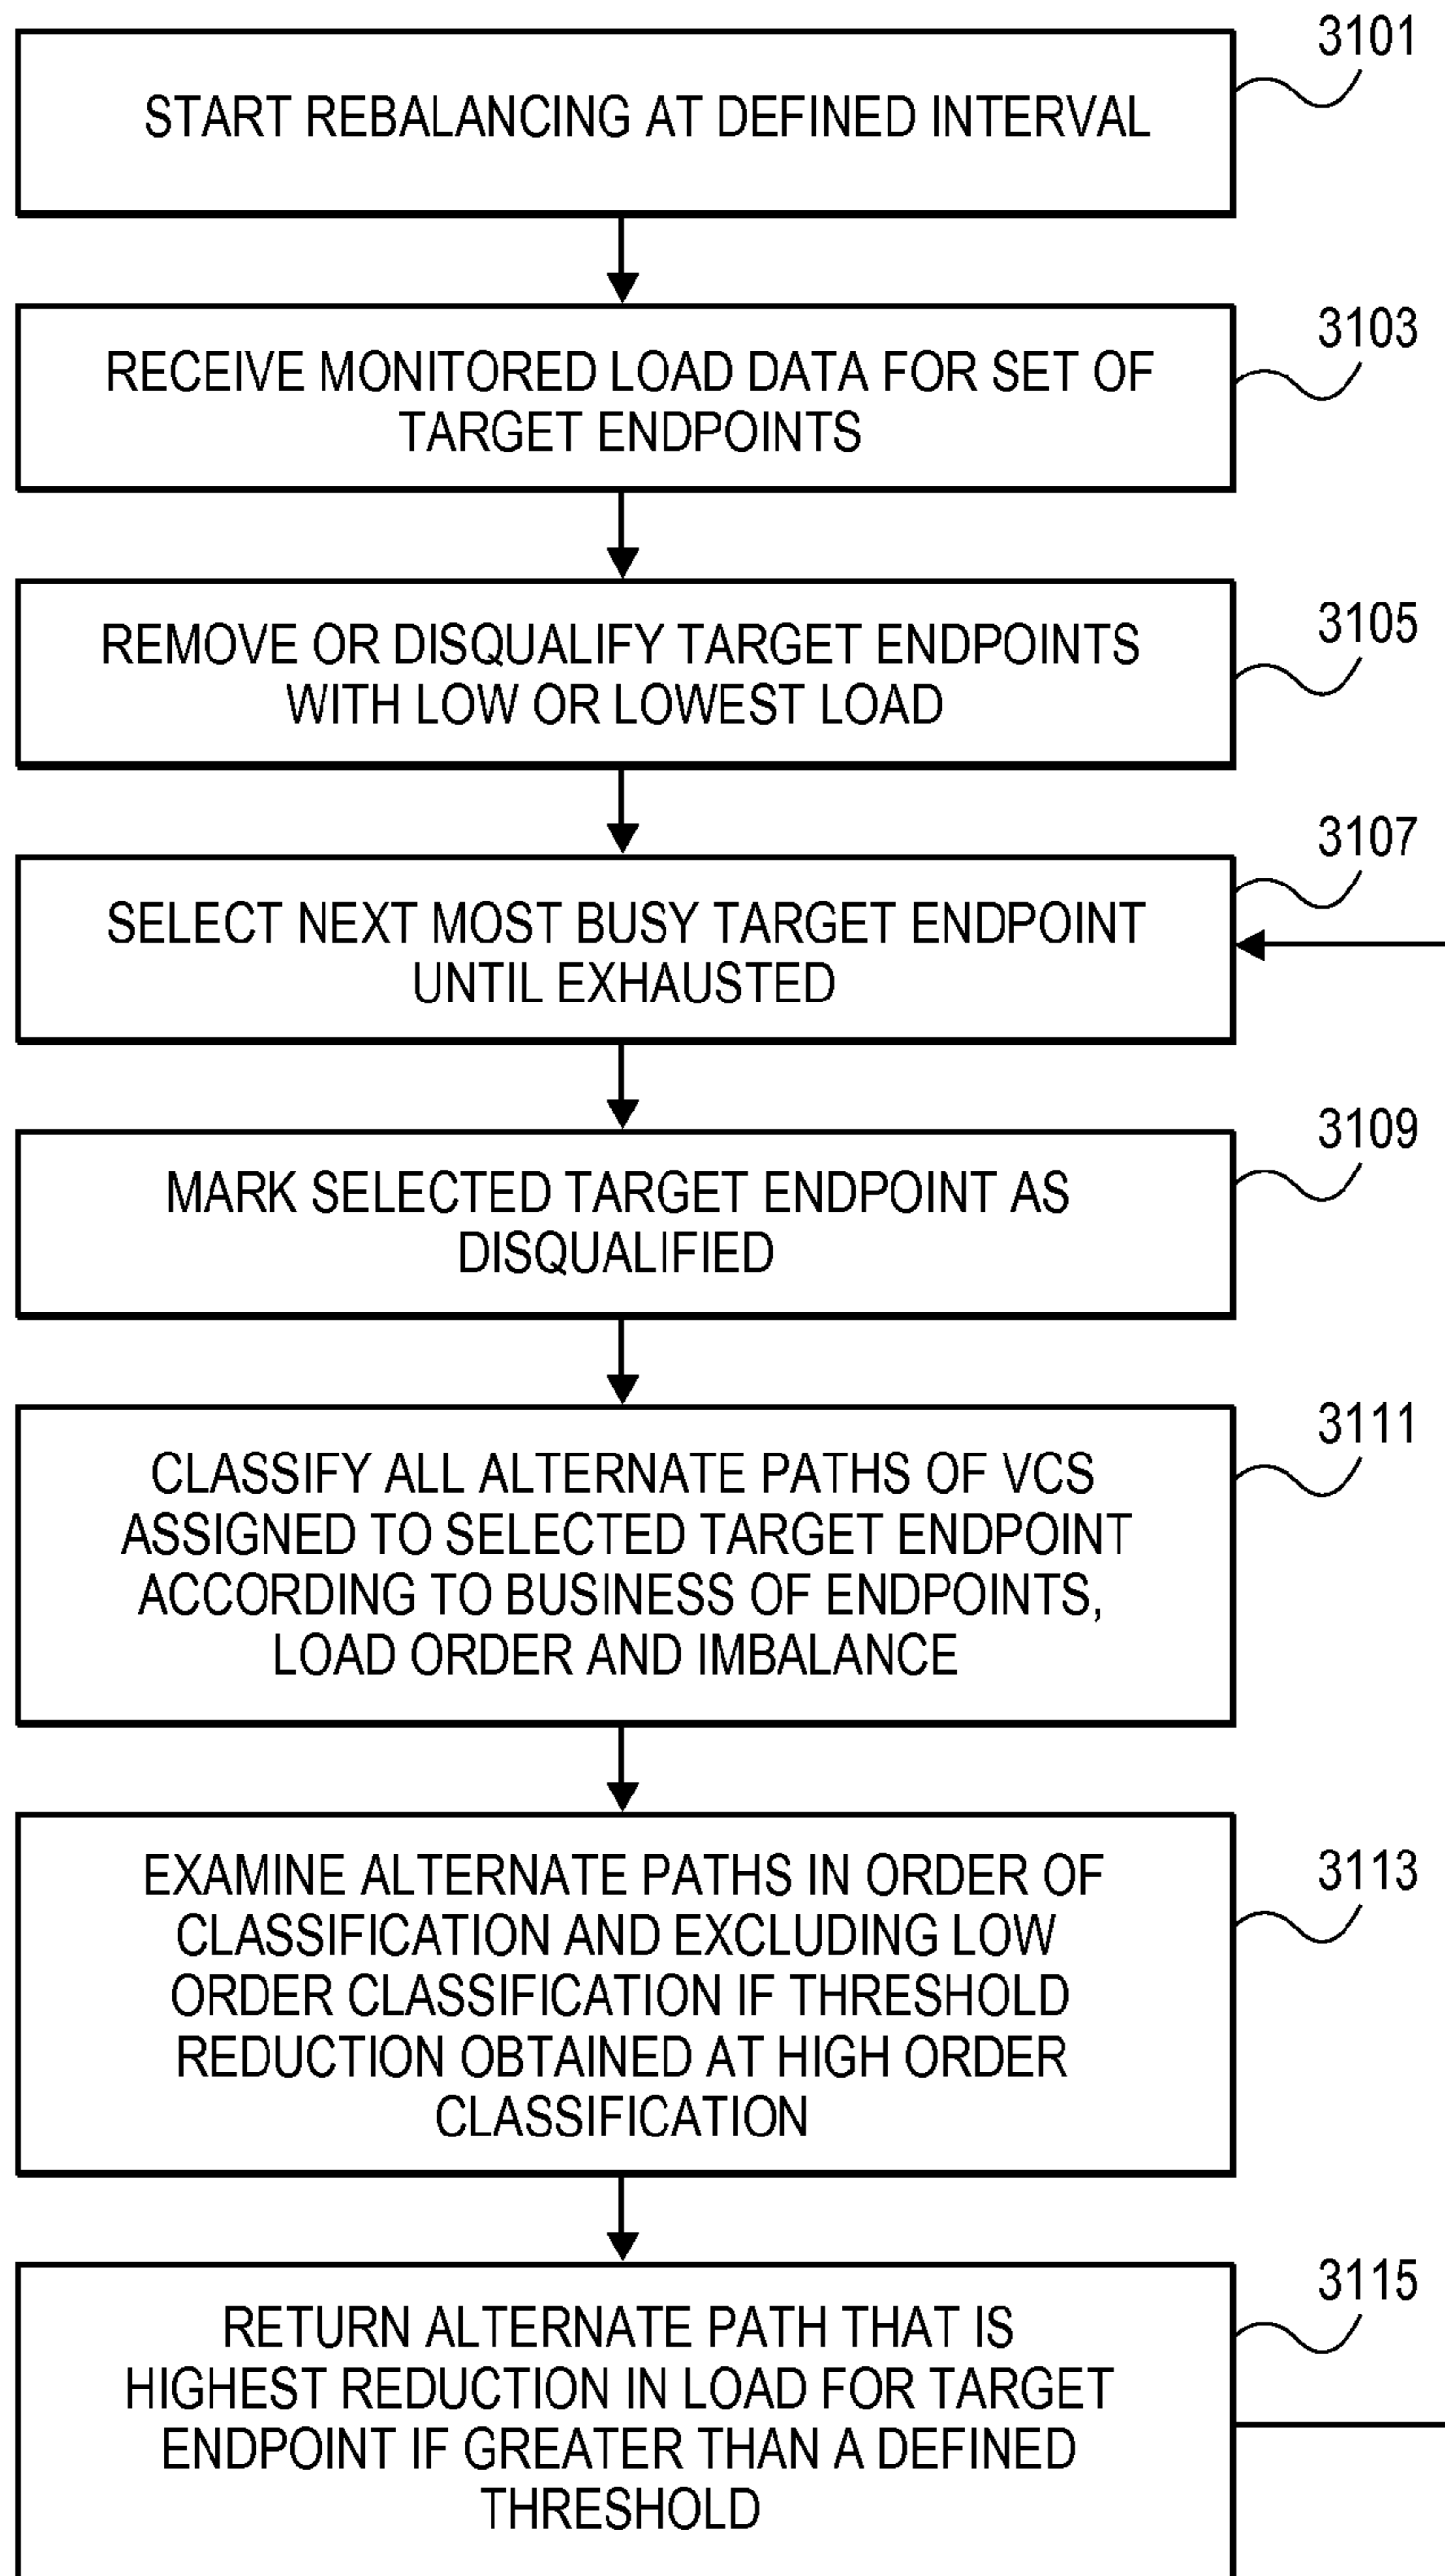 3101
START REBALANCING AT DEFINED INTERVAL
3103
RECEIVE MONITORED LOAD DATA FOR SET OF
TARGET ENDPOINTS
3105
REMOVE OR DISQUALIFY TARGET ENDPOINTS
WITH LOW OR LOWEST LOAD
3107
SELECT NEXT MOST BUSY TARGET ENDPOINT
UNTIL EXHAUSTED
3109
MARK SELECTED TARGET ENDPOINT AS
DISQUALIFIED
3111
CLASSIFY ALL ALTERNATE PATHS OF VCS
ASSIGNED TO SELECTED TARGET ENDPOINT
ACCORDING TO BUSINESS OF ENDPOINTS,
LOAD ORDER AND IMBALANCE
3113
EXAMINE ALTERNATE PATHS IN ORDER OF
CLASSIFICATION AND EXCLUDING LOW
ORDER CLASSIFICATION IF THRESHOLD
REDUCTION OBTAINED AT HIGH ORDER
CLASSIFICATION
3115
RETURN ALTERNATE PATH THAT IS
HIGHEST REDUCTION IN LOAD FOR TARGET
ENDPOINT IF GREATER THAN A DEFINED
THRESHOLD